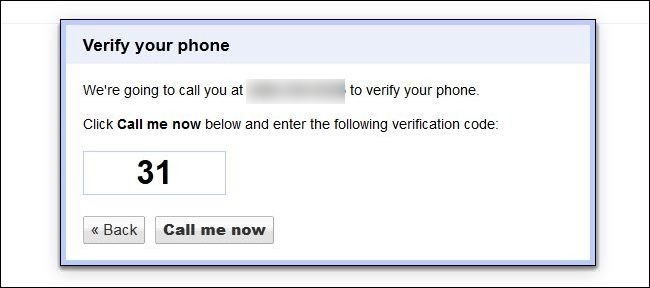 Verify your phone
We're going to call you at to verify your phone.
Click Call me now below and enter the following verification code:
31
« Back Call me now